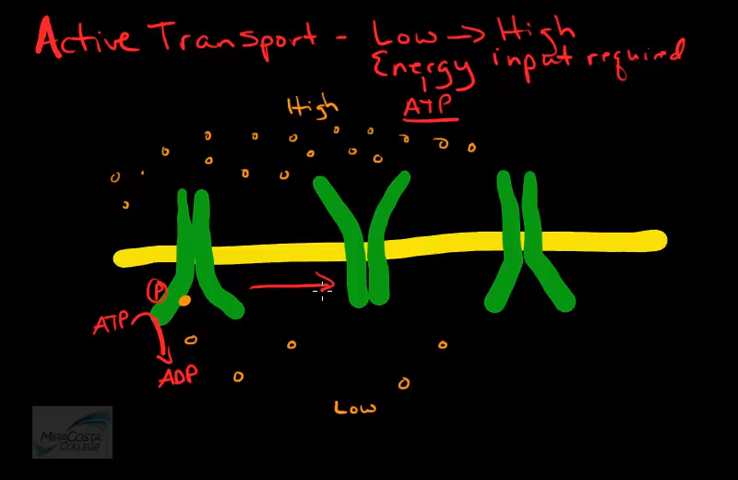 Active Transport - Low → High
Energy input required
ATP
High
P
ATP
ADP
Low
MIRACOSTA
COLLEGE